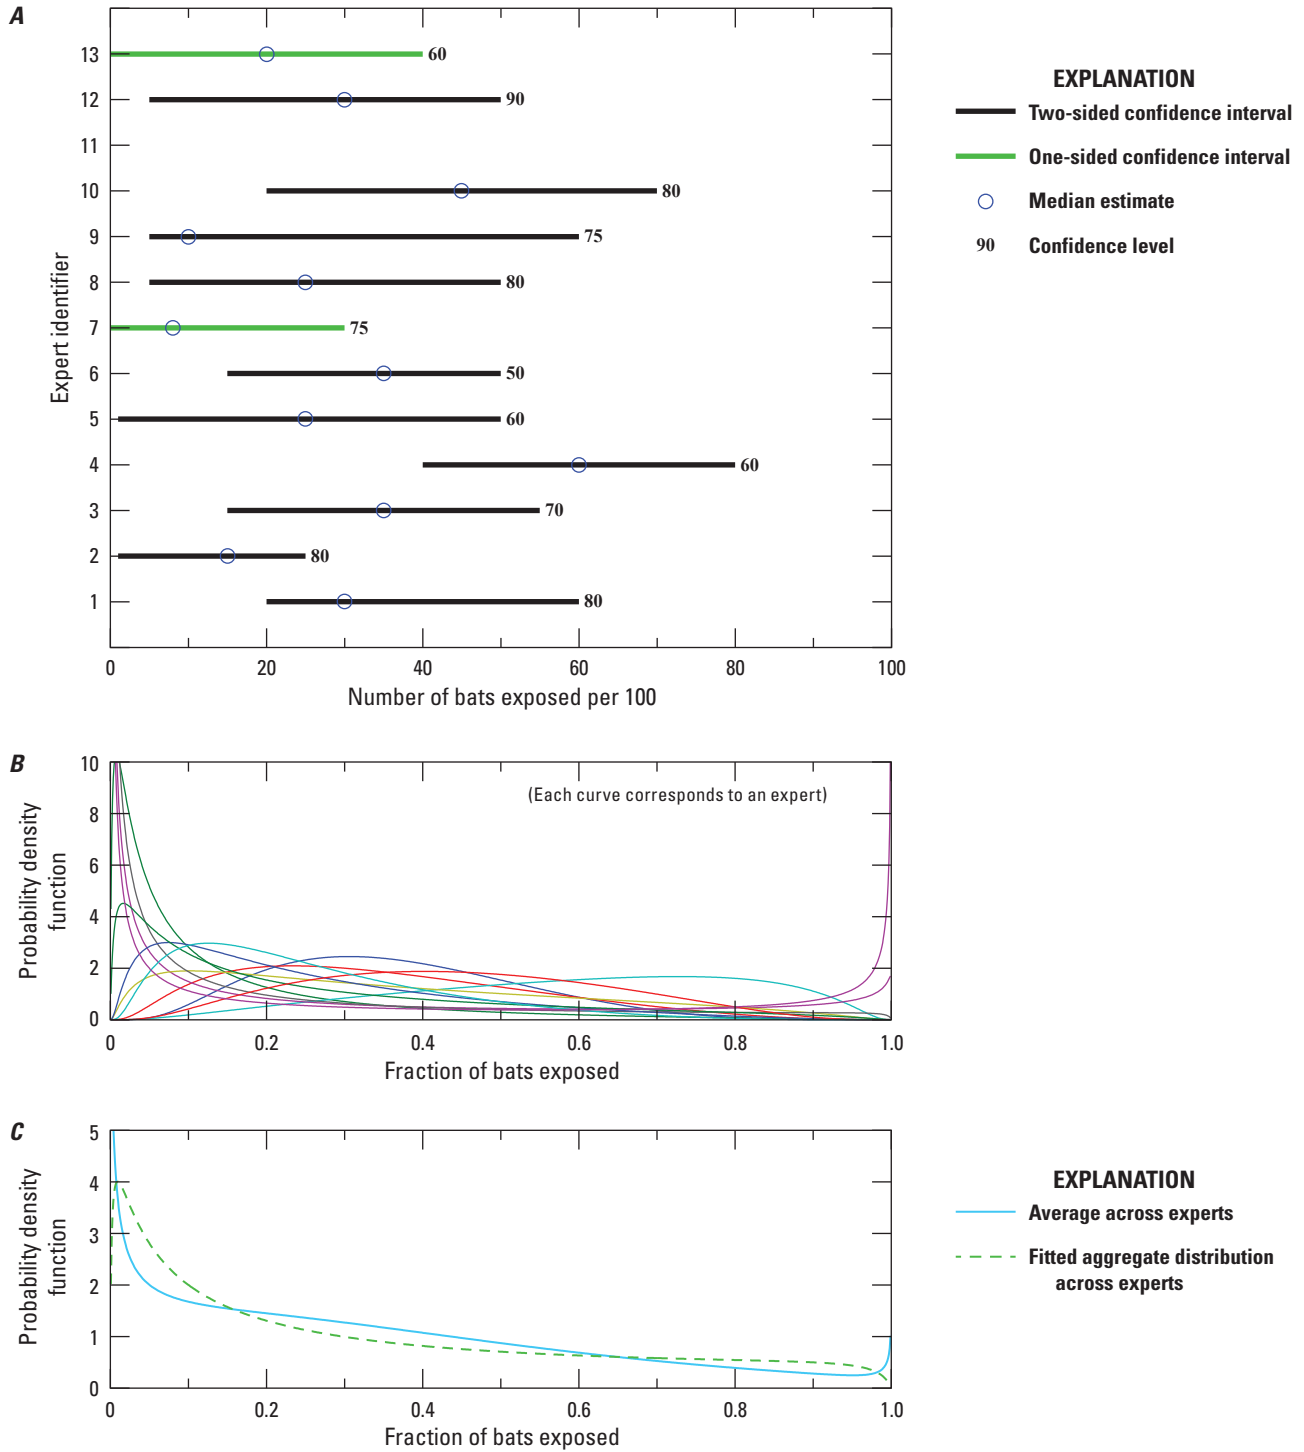 A
13
12
11
10
9
8
7
6
5
4
3
2
1
Expert identifier
60
90
80
75
80
75
50
60
60
70
80
80
0 20 40 60 80 100
Number of bats exposed per 100
EXPLANATION
Two-sided confidence interval
One-sided confidence interval
Median estimate
90 Confidence level
B
10
8
6
4
2
0
Probability density
function
(Each curve corresponds to an expert)
0 0.2 0.4 0.6 0.8 1.0
Fraction of bats exposed
C
5
4
3
2
1
0
Probability density
function
0 0.2 0.4 0.6 0.8 1.0
Fraction of bats exposed
EXPLANATION
Average across experts
Fitted aggregate distribution
across experts